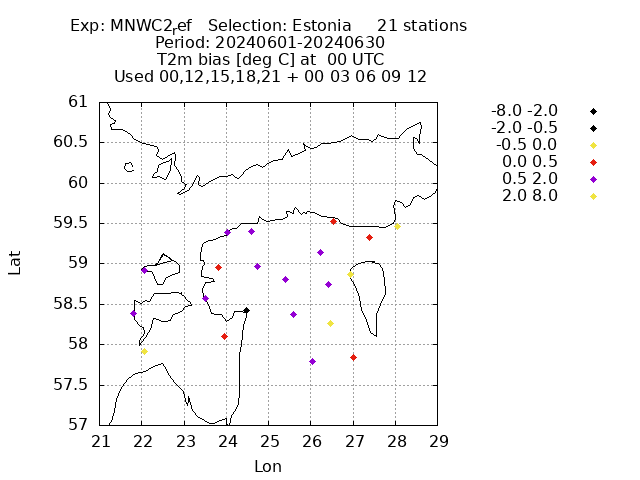 Exp: MNWC2ref   Selection: Estonia     21 stations
Period: 20240601-20240630
T2m bias [deg C] at  00 UTC
Used 00,12,15,18,21 + 00 03 06 09 12
61
60.5
60
59.5
59
58.5
58
57.5
57
21 22 23 24 25 26 27 28 29
Lat
Lon
-8.0 -2.0
-2.0 -0.5
-0.5 0.0
0.0 0.5
0.5 2.0
2.0 8.0